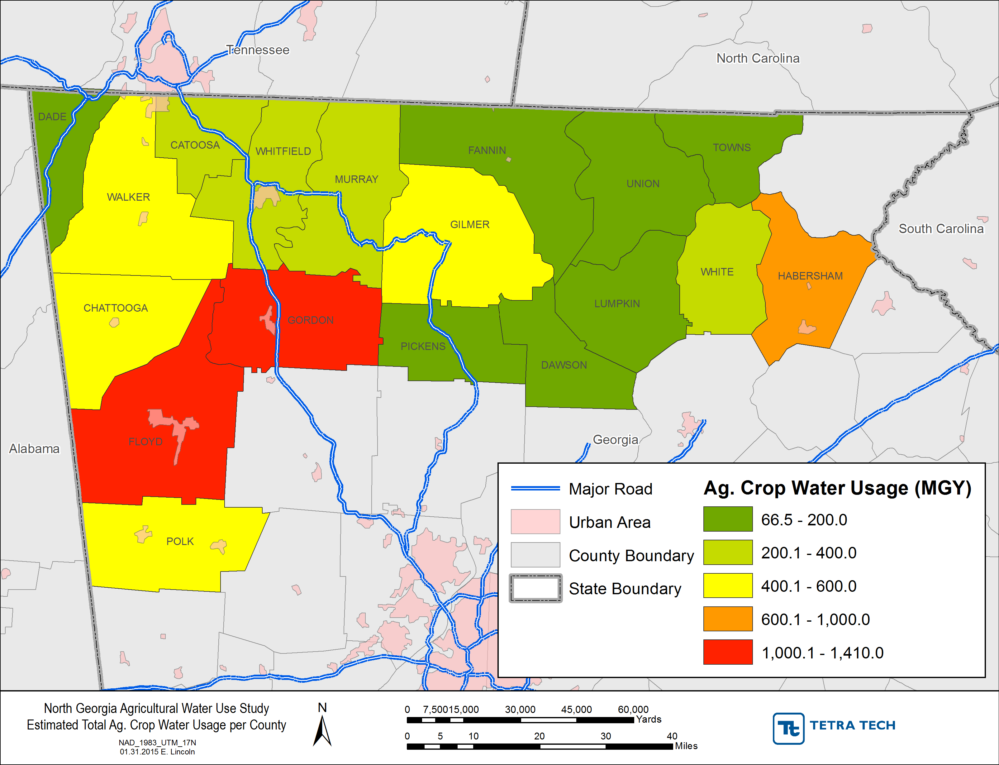 Tennessee
North Carolina
DADE
CATOOSA
WHITFIELD
FANNIN
TOWNS
MURRAY
UNION
WALKER
GILMER
South Carolina
WHITE
HABERSHAM
CHATTOOGA
LUMPKIN
GORDON
PICKENS
DAWSON
FLOYD
Georgia
Alabama
POLK
Major Road
Urban Area
County Boundary
State Boundary
Ag. Crop Water Usage (MGY)
66.5 - 200.0
200.1 - 400.0
400.1 - 600.0
600.1 - 1,000.0
1,000.1 - 1,410.0
North Georgia Agricultural Water Use Study
Estimated Total Ag. Crop Water Usage per County
NAD_1983_UTM_17N
01.31.2015 E. Lincoln
N
0 7,500 15,000 30,000 45,000 60,000
Yards
0 5 10 20 30 40
Miles
Tt TETRA TECH